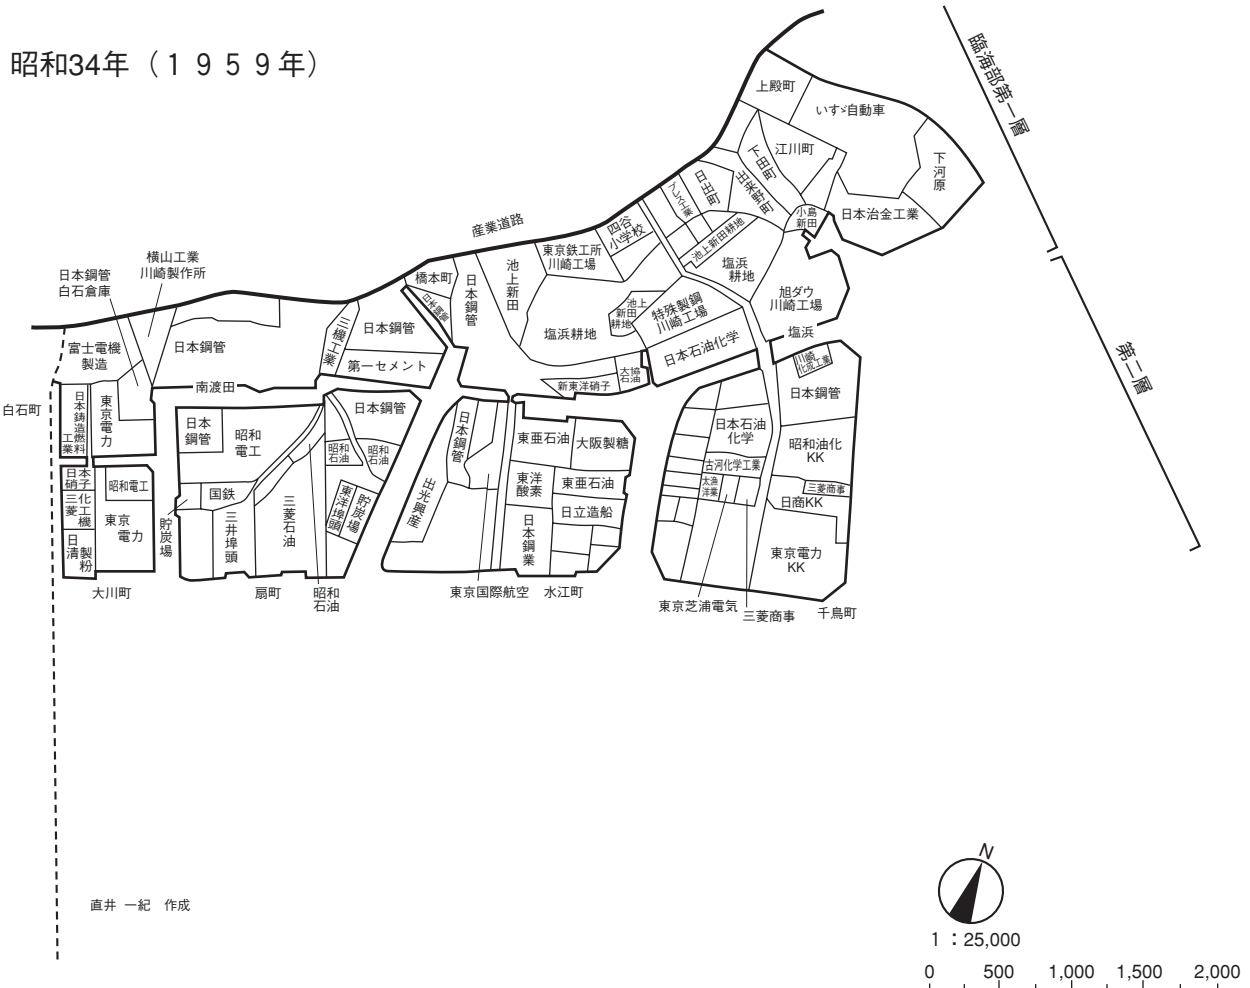 昭和34年（１９５９年）
臨海部第一層
第二層
産業道路
上殿町
いすゞ自動車
下河原
江川町
下田町
出来野町
日出町
プレス工業
四谷
小学校
小島
新田
日本治金工業
池上新田耕地
塩浜
耕地
旭ダウ
川崎工場
塩浜
東京鉄工所
川崎工場
池上新田
日本鋼管
橋本町
日本鋼管
塩浜耕地
池上
新田
耕地
特殊製鋼
川崎工場
日本石油化学
大協
石油
新東洋硝子
横山工業
川崎製作所
日本鋼管
白石倉庫
富士電機
製造
日本鋼管
三機工業
日本鋼管
第一セメント
南渡田
白石町
日本鋳造
燃料
工業
東京電力
日本
硝子
昭和電工
三菱化工機
東京
電力
日清製粉
大川町
日本
鋼管
昭和
電工
国鉄
貯炭場
三井埠頭
三菱石油
昭和
石油
日本鋼管
昭和
石油
昭和
石油
東洋埠頭
貯炭場
扇町
日本鋼管
出光興産
東京国際航空
東亜石油
大阪製糖
東洋
酸素
東亜石油
日立造船
日本鋼業
水江町
川崎
化成工業
日本鋼管
日本石油
化学
昭和油化
KK
古河化学工業
太漁
洋業
三菱商事
日商KK
東京電力
KK
東京芝浦電気
三菱商事
千鳥町
直井 一紀　作成
N
1：25,000
0 500 1,000 1,500 2,000